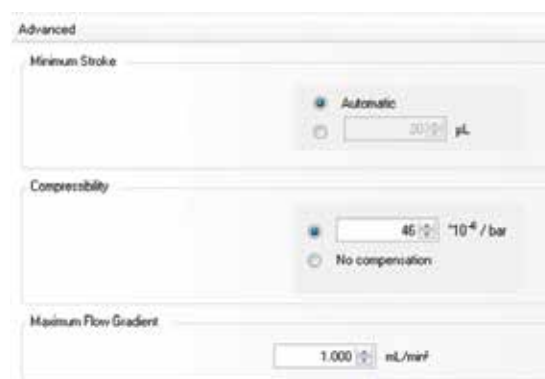 Advanced
Minimum Stroke
Automatic
µL
Compressibility
46 *10⁻⁶ / bar
No compensation
Maximum Flow Gradient
1.000 mL/min²